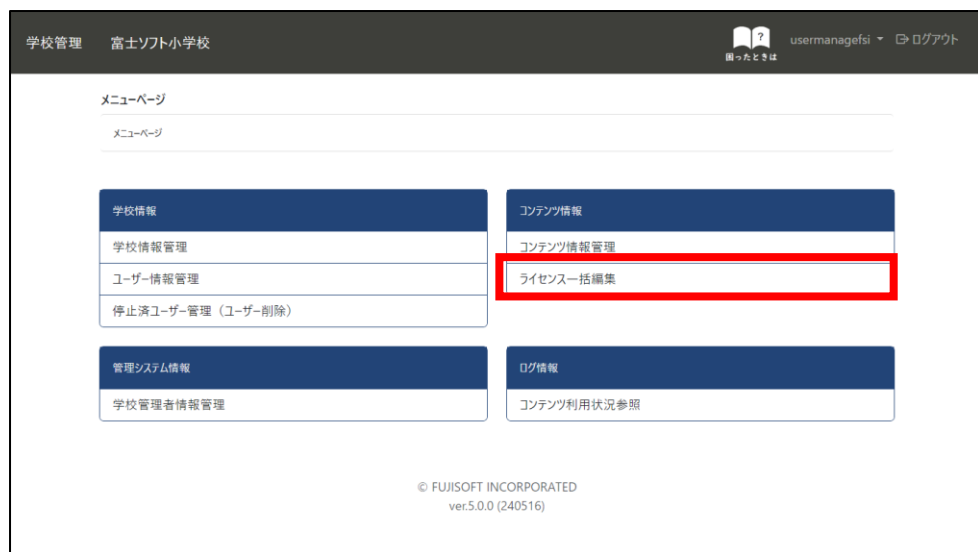 学校管理 富士ソフト小学校 ? 困ったときは usermanagefsi ログアウト
メニューページ
メニューページ
学校情報
学校情報管理
ユーザー情報管理
停止済ユーザー管理（ユーザー削除）
コンテンツ情報
コンテンツ情報管理
ライセンス一括編集
管理システム情報
学校管理者情報管理
ログ情報
コンテンツ利用状況参照
© FUJISOFT INCORPORATED
ver.5.0.0 (240516)